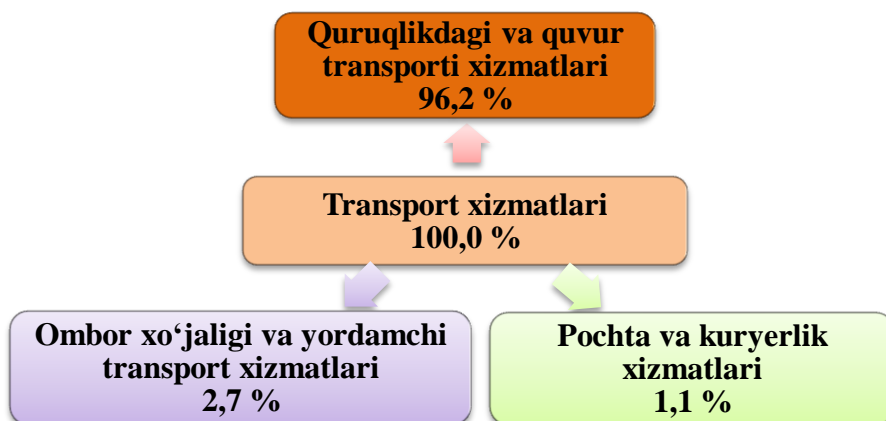 Quruqlikdagi va quvur
transporti xizmatlari
96,2 %
Transport xizmatlari
100,0 %
Ombor xo‘jaligi va yordamchi
transport xizmatlari
2,7 %
Pochta va kuryerlik
xizmatlari
1,1 %